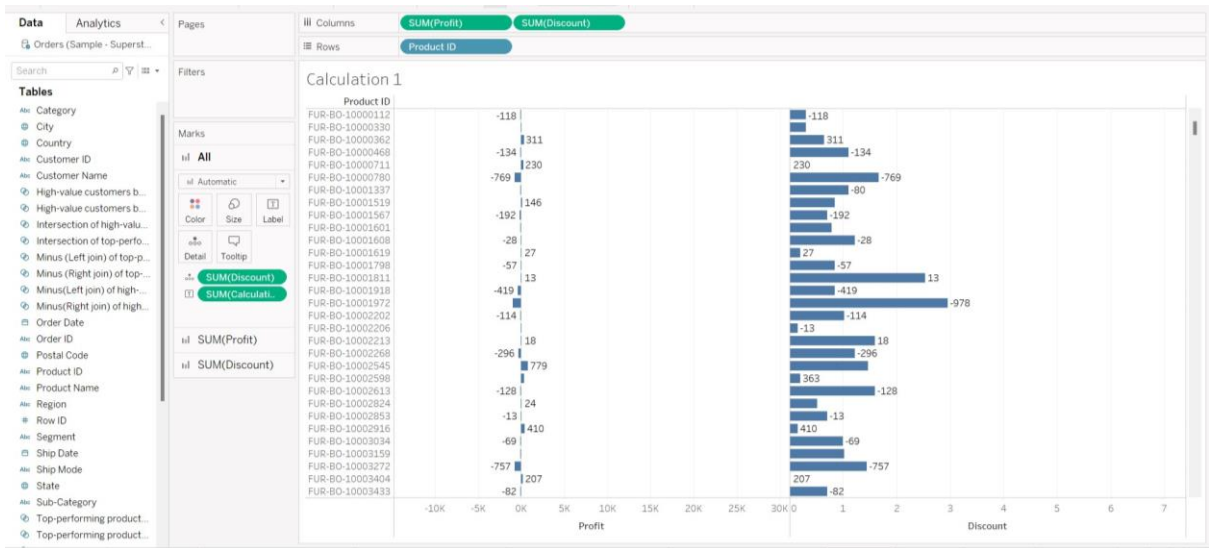 Data Analytics
Orders (Sample - Superst...
Search
Tables
Abc Category
City
Country
Abc Customer ID
Abc Customer Name
High-value customers b...
High-value customers b...
Intersection of high-valu...
Intersection of top-perfo...
Minus (Left join) of top-p...
Minus (Right join) of top-...
Minus(Left join) of high-...
Minus(Right join) of high...
Order Date
Abc Order ID
Postal Code
Abc Product ID
Abc Product Name
Abc Region
# Row ID
Abc Segment
Ship Date
Abc Ship Mode
State
Abc Sub-Category
Top-performing product...
Top-performing product...
Pages
Filters
Marks
All
Automatic
Color Size Label
Detail Tooltip
SUM(Discount)
SUM(Calculati..
SUM(Profit)
SUM(Discount)
Columns SUM(Profit) SUM(Discount)
Rows Product ID
Calculation 1
Product ID
FUR-BO-10000112 -118 -118
FUR-BO-10000330
FUR-BO-10000362 311 311
FUR-BO-10000468 -134 -134
FUR-BO-10000711 230 230
FUR-BO-10000780 -769 -769
FUR-BO-10001337 -80
FUR-BO-10001519 146
FUR-BO-10001567 -192 -192
FUR-BO-10001601
FUR-BO-10001608 -28 -28
FUR-BO-10001619 27 27
FUR-BO-10001798 -57 -57
FUR-BO-10001811 13 13
FUR-BO-10001918 -419 -419
FUR-BO-10001972 -978
FUR-BO-10002202 -114 -114
FUR-BO-10002206 -13
FUR-BO-10002213 18 18
FUR-BO-10002268 -296 -296
FUR-BO-10002545 779
FUR-BO-10002598 363
FUR-BO-10002613 -128 -128
FUR-BO-10002824 24
FUR-BO-10002853 -13 -13
FUR-BO-10002916 410 410
FUR-BO-10003034 -69 -69
FUR-BO-10003159
FUR-BO-10003272 -757 -757
FUR-BO-10003404 207 207
FUR-BO-10003433 -82 -82
-10K -5K 0K 5K 10K 15K 20K 25K 30K 0 1 2 3 4 5 6 7
Profit Discount